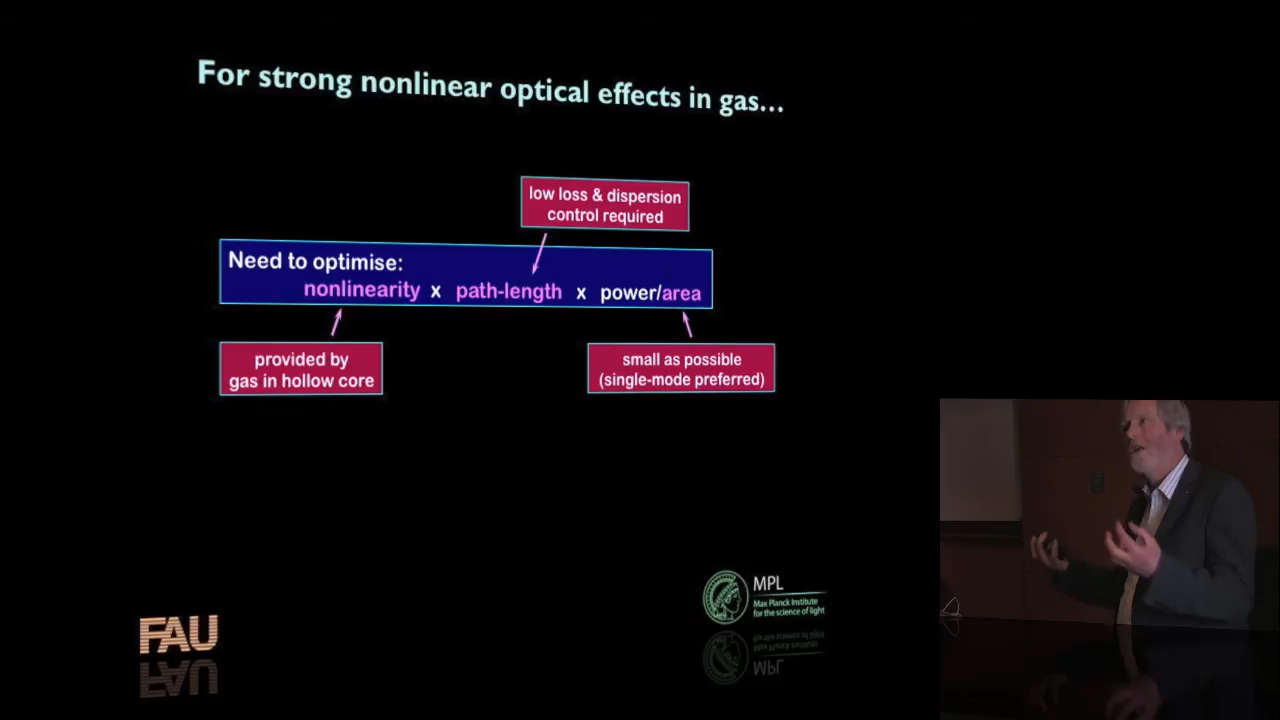 For strong nonlinear optical effects in gas...
low loss & dispersion
control required
Need to optimise:
nonlinearity x path-length x power/area
provided by
gas in hollow core
small as possible
(single-mode preferred)
MPL
Max Planck Institute
for the science of light
FAU